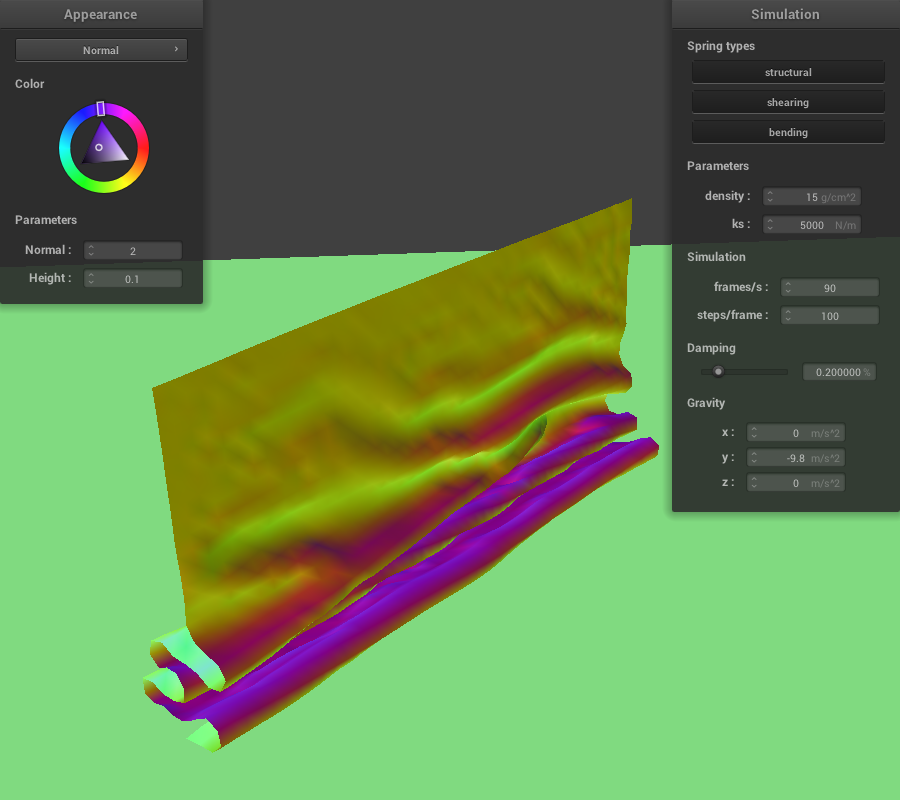 Appearance
Normal
Color
Parameters
Normal : 2
Height : 0.1
Simulation
Spring types
structural
shearing
bending
Parameters
density : 15 g/cm^2
ks : 5000 N/m
Simulation
frames/s : 90
steps/frame : 100
Damping
0.200000 %
Gravity
x : 0 m/s^2
y : -9.8 m/s^2
z : 0 m/s^2